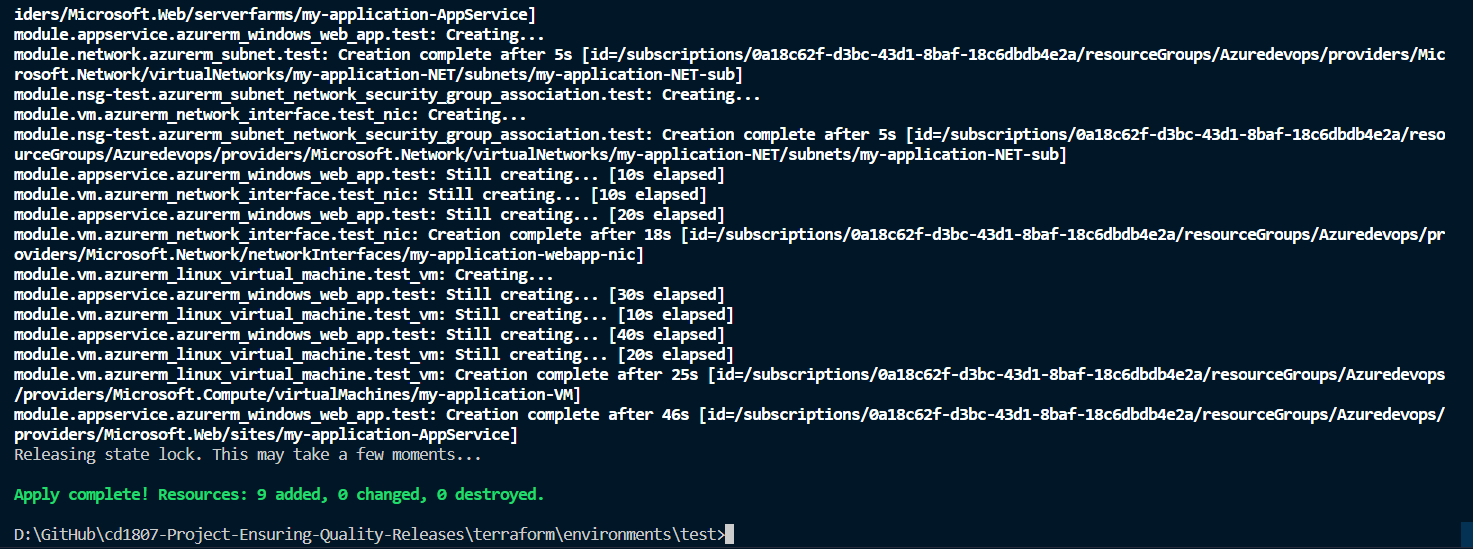 iders/Microsoft.Web/serverfarms/my-application-AppService]
module.appservice.azurerm_windows_web_app.test: Creating...
module.network.azurerm_subnet.test: Creation complete after 5s [id=/subscriptions/0a18c62f-d3bc-43d1-8baf-18c6dbdb4e2a/resourceGroups/Azuredevops/providers/Mic
rosoft.Network/virtualNetworks/my-application-NET/subnets/my-application-NET-sub]
module.nsg-test.azurerm_subnet_network_security_group_association.test: Creating...
module.vm.azurerm_network_interface.test_nic: Creating...
module.nsg-test.azurerm_subnet_network_security_group_association.test: Creation complete after 5s [id=/subscriptions/0a18c62f-d3bc-43d1-8baf-18c6dbdb4e2a/reso
urceGroups/Azuredevops/providers/Microsoft.Network/virtualNetworks/my-application-NET/subnets/my-application-NET-sub]
module.appservice.azurerm_windows_web_app.test: Still creating... [10s elapsed]
module.vm.azurerm_network_interface.test_nic: Still creating... [10s elapsed]
module.appservice.azurerm_windows_web_app.test: Still creating... [20s elapsed]
module.vm.azurerm_network_interface.test_nic: Creation complete after 18s [id=/subscriptions/0a18c62f-d3bc-43d1-8baf-18c6dbdb4e2a/resourceGroups/Azuredevops/pr
oviders/Microsoft.Network/networkInterfaces/my-application-webapp-nic]
module.vm.azurerm_linux_virtual_machine.test_vm: Creating...
module.appservice.azurerm_windows_web_app.test: Still creating... [30s elapsed]
module.vm.azurerm_linux_virtual_machine.test_vm: Still creating... [10s elapsed]
module.appservice.azurerm_windows_web_app.test: Still creating... [40s elapsed]
module.vm.azurerm_linux_virtual_machine.test_vm: Still creating... [20s elapsed]
module.vm.azurerm_linux_virtual_machine.test_vm: Creation complete after 25s [id=/subscriptions/0a18c62f-d3bc-43d1-8baf-18c6dbdb4e2a/resourceGroups/Azuredevops
/providers/Microsoft.Compute/virtualMachines/my-application-VM]
module.appservice.azurerm_windows_web_app.test: Creation complete after 46s [id=/subscriptions/0a18c62f-d3bc-43d1-8baf-18c6dbdb4e2a/resourceGroups/Azuredevops/
providers/Microsoft.Web/sites/my-application-AppService]
Releasing state lock. This may take a few moments...
Apply complete! Resources: 9 added, 0 changed, 0 destroyed.
D:\GitHub\cd1807-Project-Ensuring-Quality-Releases\terraform\environments\test>